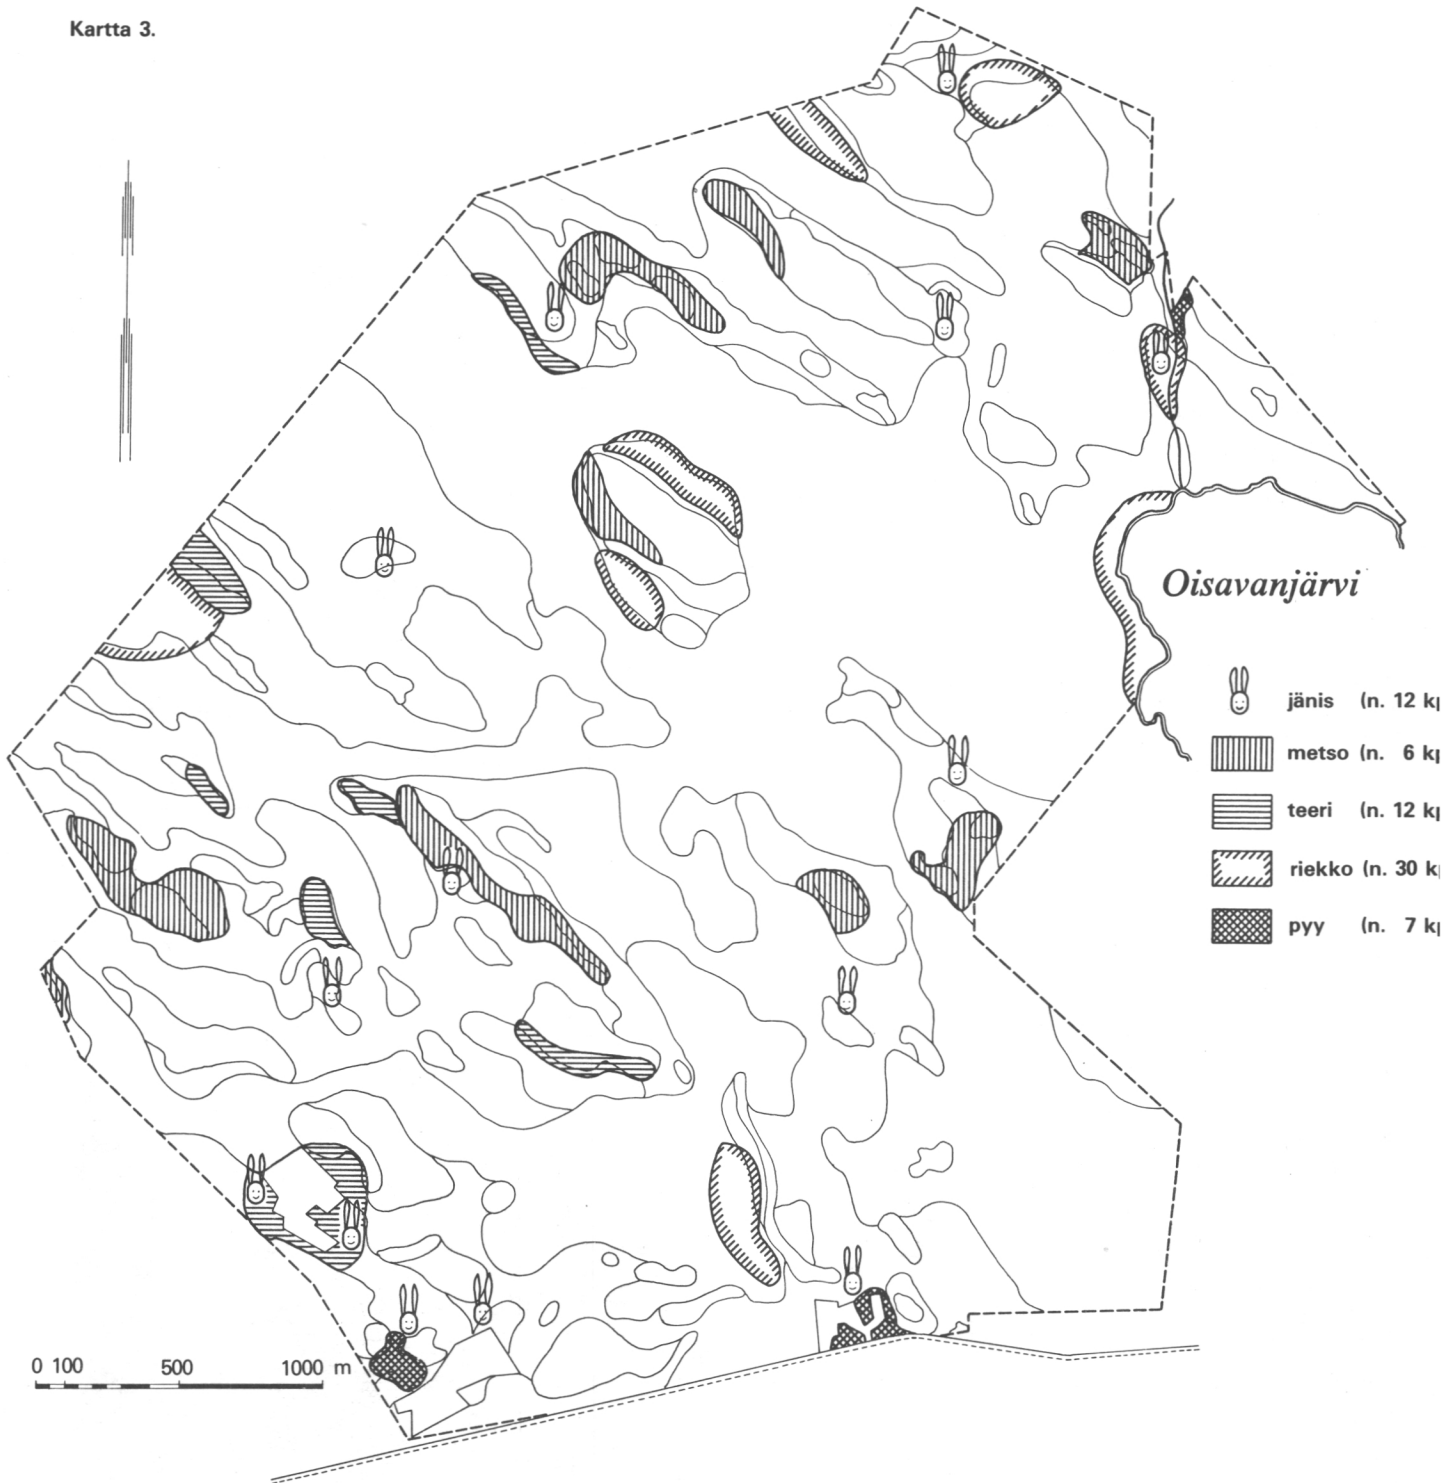 Kartta 3.
Oisavanjärvi
jänis (n. 12
metso (n. 6
teeri (n. 12
riekko (n. 30
pyy (n. 7
0 100 500 1000 m